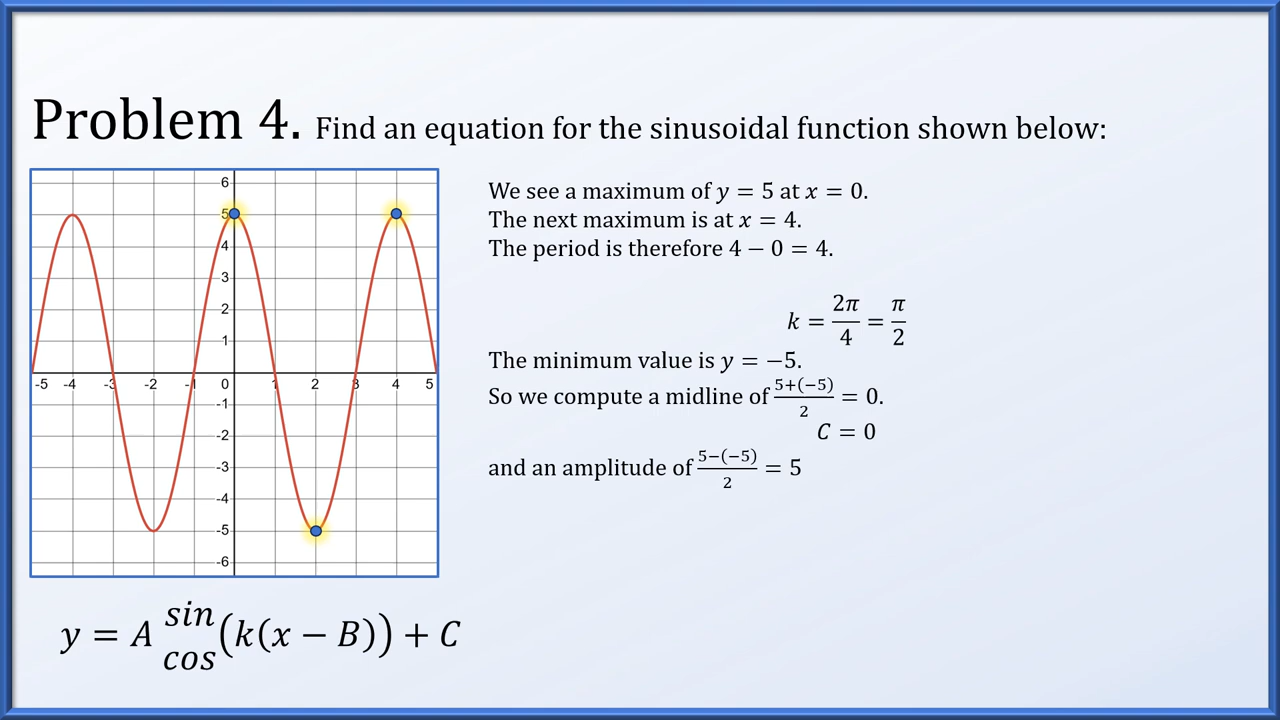 Problem 4. Find an equation for the sinusoidal function shown below:
6
5
4
3
2
1
-5 -4 -3 -2 -1 0 1 2 3 4 5
-1
-2
-3
-4
-5
-6
We see a maximum of y = 5 at x = 0.
The next maximum is at x = 4.
The period is therefore 4 − 0 = 4.
k = 2π/4 = π/2
The minimum value is y = −5.
So we compute a midline of 5+(−5)/2 = 0.
C = 0
and an amplitude of 5−(−5)/2 = 5
y = A sin cos (k(x − B)) + C